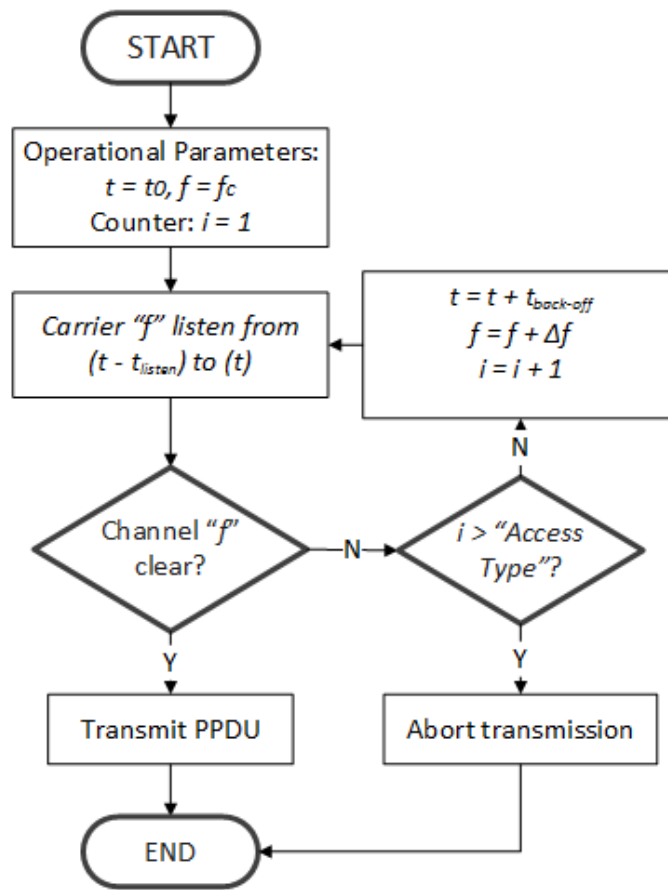 START
Operational Parameters:
t = t0, f = fc
Counter: i = 1
Carrier “f” listen from
(t - tlisten) to (t)
t = t + tback-off
f = f + Δf
i = i + 1
N
Channel “f”
clear?
N
i > “Access
Type”?
Y
Y
Transmit PPDU
Abort transmission
END